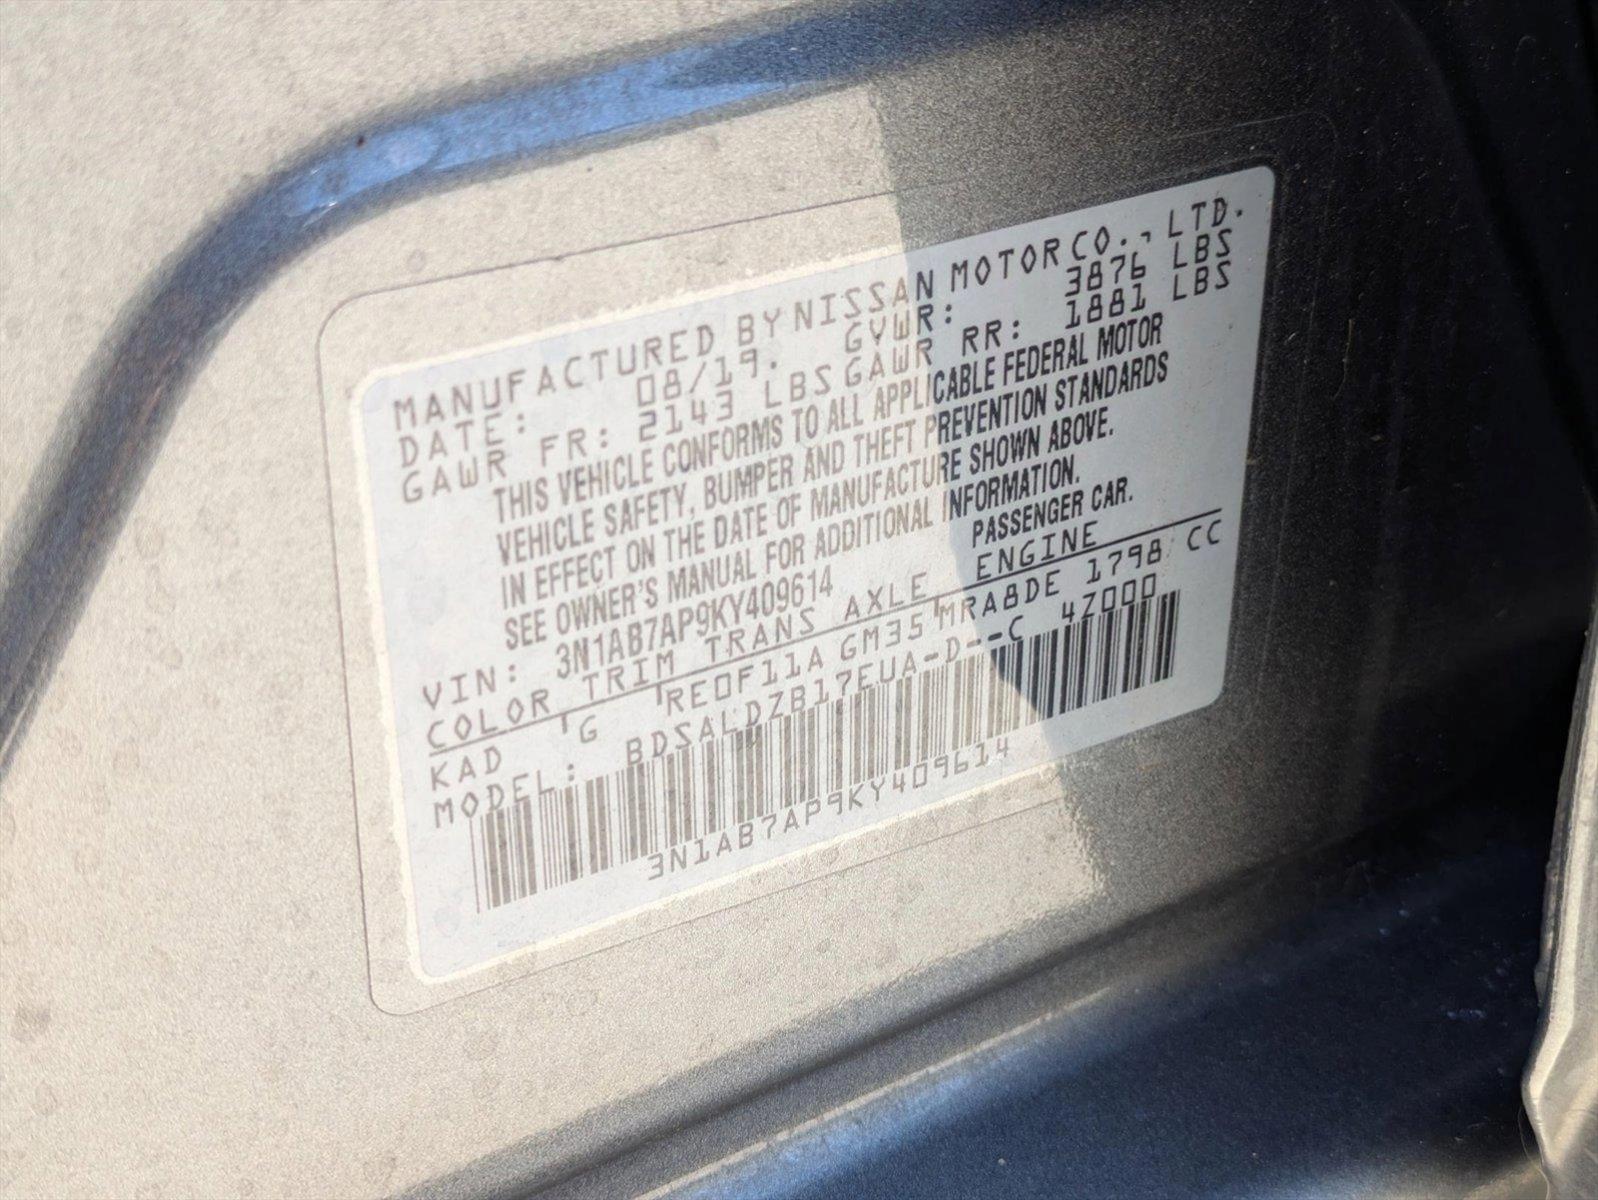 MANUFACTURED BY NISSAN MOTOR CO., LTD.
DATE: 08/19. GVWR: 3876 LBS
GAWR FR: 2143 LBS GAWR RR: 1881 LBS
THIS VEHICLE CONFORMS TO ALL APPLICABLE FEDERAL MOTOR
VEHICLE SAFETY, BUMPER AND THEFT PREVENTION STANDARDS
IN EFFECT ON THE DATE OF MANUFACTURE SHOWN ABOVE.
SEE OWNER'S MANUAL FOR ADDITIONAL INFORMATION.
VIN: 3N1AB7AP9KY409614 PASSENGER CAR.
COLOR TRIM TRANS AXLE ENGINE
KAD G RE0F11A GM35 MRA8DE 1798 CC
MODEL: BDSALDZB17EUA-D--C 4Z000
3N1AB7AP9KY409614